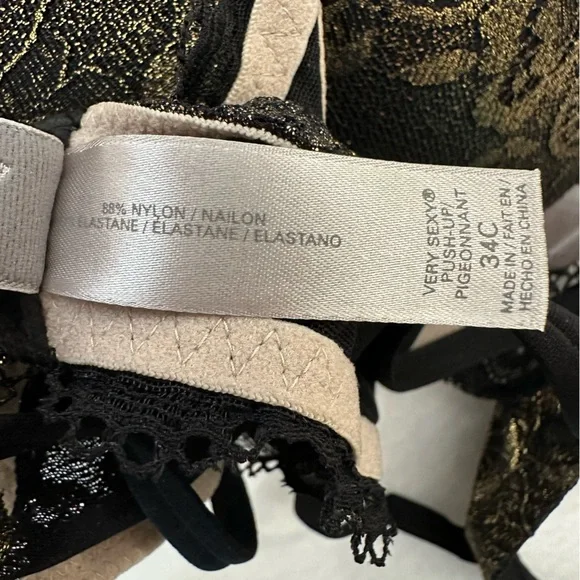 88% NYLON / NAILON
ELASTANE / ÉLASTANE / ELASTANO
VERY SEXY®
PUSH-UP/
PIGEONNANT
34C
MADE IN / FAIT EN /
HECHO EN CHINA